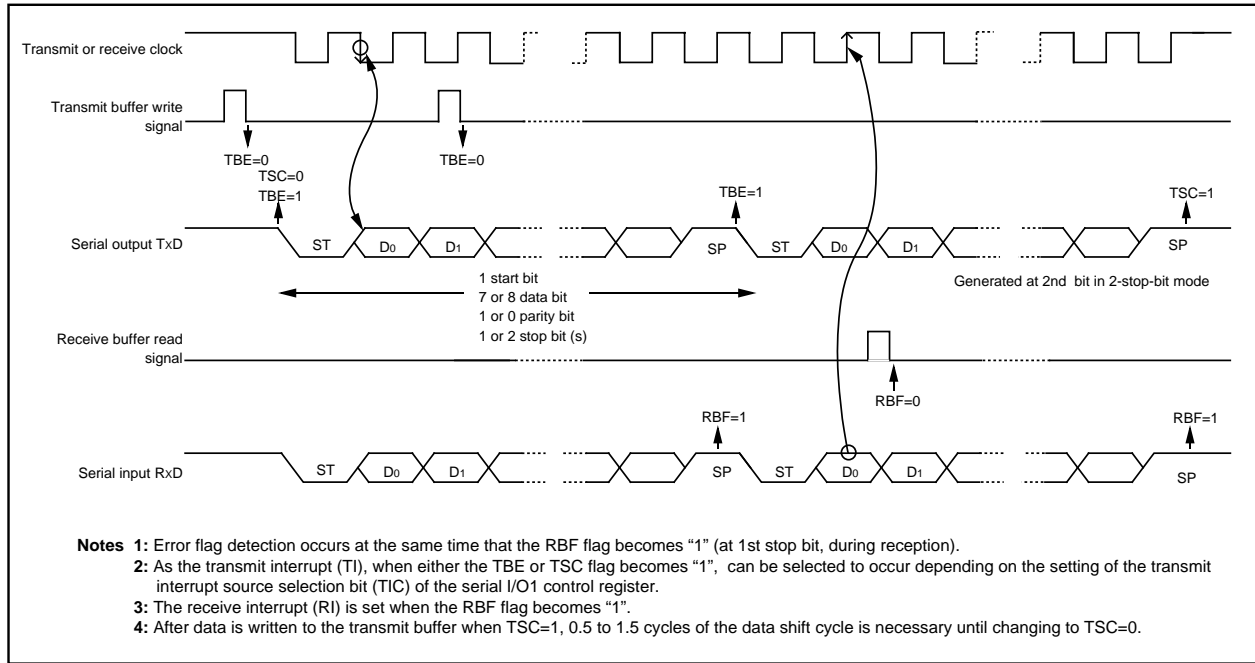 Transmit or receive clock
Transmit buffer write
signal
TBE=0
TSC=0
TBE=1
TBE=0
TBE=1
TSC=1
Serial output TxD
ST
D0
D1
SP
ST
D0
D1
SP
1 start bit
7 or 8 data bit
1 or 0 parity bit
1 or 2 stop bit (s)
Generated at 2nd bit in 2-stop-bit mode
Receive buffer read
signal
RBF=0
RBF=1
RBF=1
Serial input RxD
ST
D0
D1
SP
ST
D0
D1
SP
Notes 1: Error flag detection occurs at the same time that the RBF flag becomes “1” (at 1st stop bit, during reception).
2: As the transmit interrupt (TI), when either the TBE or TSC flag becomes “1”, can be selected to occur depending on the setting of the transmit
interrupt source selection bit (TIC) of the serial I/O1 control register.
3: The receive interrupt (RI) is set when the RBF flag becomes “1”.
4: After data is written to the transmit buffer when TSC=1, 0.5 to 1.5 cycles of the data shift cycle is necessary until changing to TSC=0.